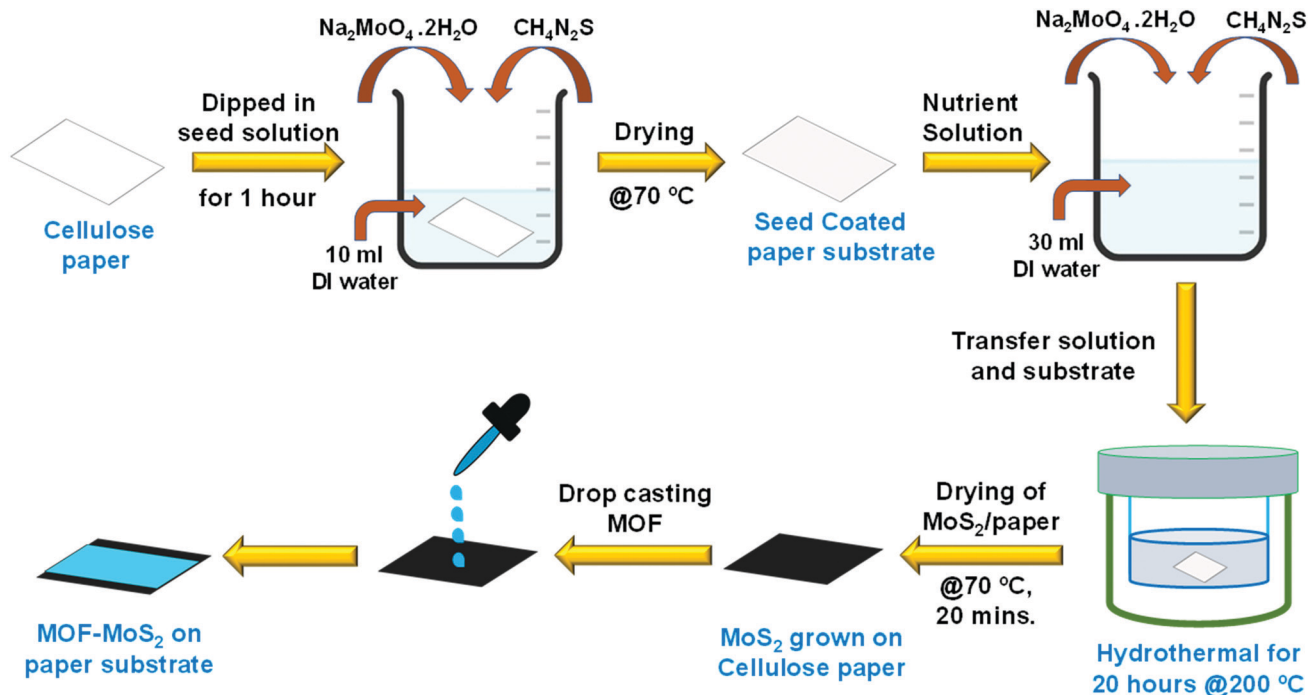 Na₂MoO₄.2H₂O
CH₄N₂S
Dipped in
seed solution
for 1 hour
Cellulose
paper
10 ml
DI water
Drying
@70 ºC
Seed Coated
paper substrate
Nutrient
Solution
Na₂MoO₄.2H₂O
CH₄N₂S
30 ml
DI water
Transfer solution
and substrate
Hydrothermal for
20 hours @200 ºC
Drying of
MoS₂/paper
@70 ºC,
20 mins.
MoS₂ grown on
Cellulose paper
Drop casting
MOF
MOF-MoS₂ on
paper substrate